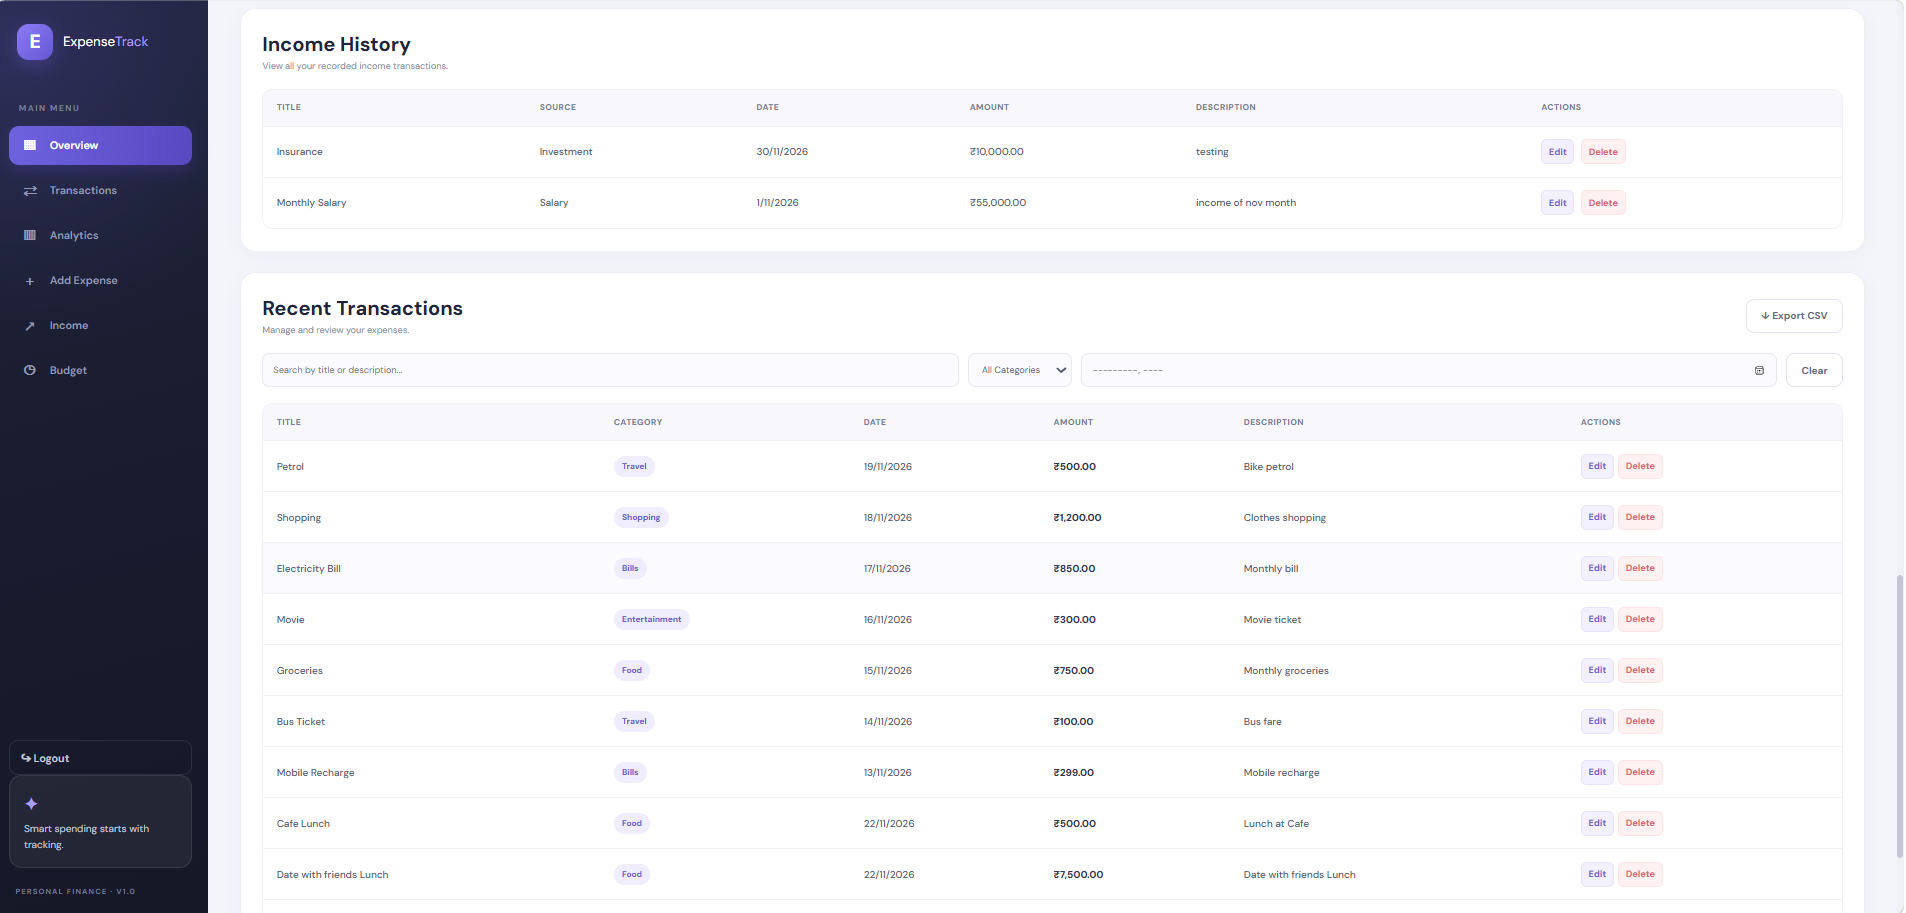 E ExpenseTrack
MAIN MENU
Overview
Transactions
Analytics
+ Add Expense
Income
Budget
↪ Logout
Smart spending starts with
tracking.
PERSONAL FINANCE · V1.0
Income History
View all your recorded income transactions.
TITLE SOURCE DATE AMOUNT DESCRIPTION ACTIONS
Insurance Investment 30/11/2026 ₹10,000.00 testing Edit Delete
Monthly Salary Salary 1/11/2026 ₹55,000.00 income of nov month Edit Delete
Recent Transactions
Manage and review your expenses.
↓ Export CSV
Search by title or description... All Categories ---------, ---- Clear
TITLE CATEGORY DATE AMOUNT DESCRIPTION ACTIONS
Petrol Travel 19/11/2026 ₹500.00 Bike petrol Edit Delete
Shopping Shopping 18/11/2026 ₹1,200.00 Clothes shopping Edit Delete
Electricity Bill Bills 17/11/2026 ₹850.00 Monthly bill Edit Delete
Movie Entertainment 16/11/2026 ₹300.00 Movie ticket Edit Delete
Groceries Food 15/11/2026 ₹750.00 Monthly groceries Edit Delete
Bus Ticket Travel 14/11/2026 ₹100.00 Bus fare Edit Delete
Mobile Recharge Bills 13/11/2026 ₹299.00 Mobile recharge Edit Delete
Cafe Lunch Food 22/11/2026 ₹500.00 Lunch at Cafe Edit Delete
Date with friends Lunch Food 22/11/2026 ₹7,500.00 Date with friends Lunch Edit Delete